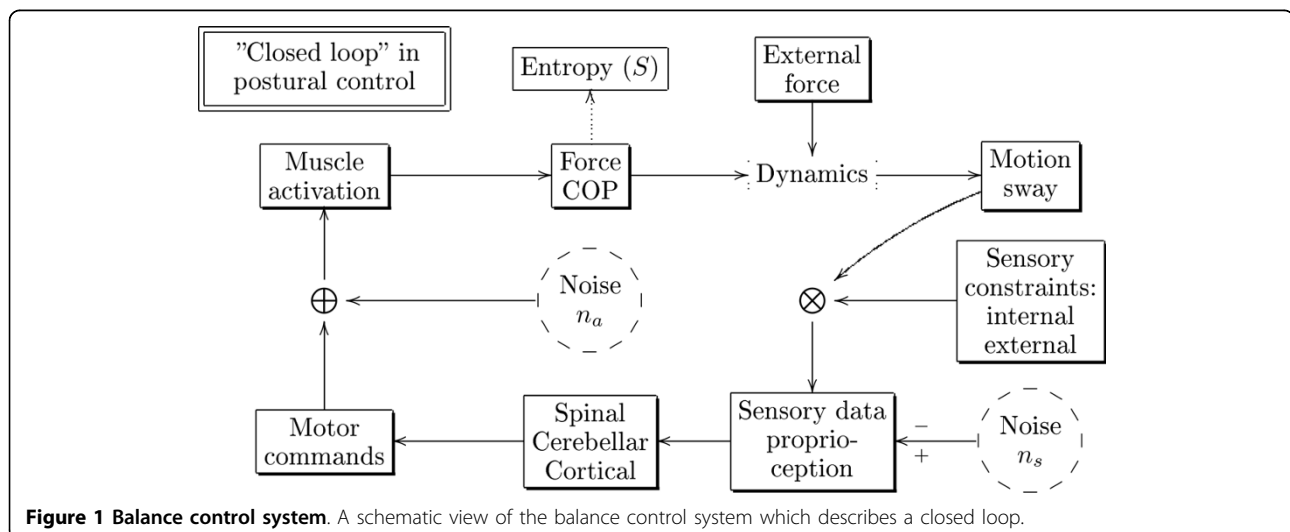 "Closed loop" in
postural control
Entropy (S)
External
force
Muscle
activation
Force
COP
Dynamics
Motion
sway
Noise
n_a
⊕
⊗
Sensory
constraints:
internal
external
Motor
commands
Spinal
Cerebellar
Cortical
Sensory data
proprio-
ception
−
+
Noise
n_s
Figure 1 Balance control system. A schematic view of the balance control system which describes a closed loop.